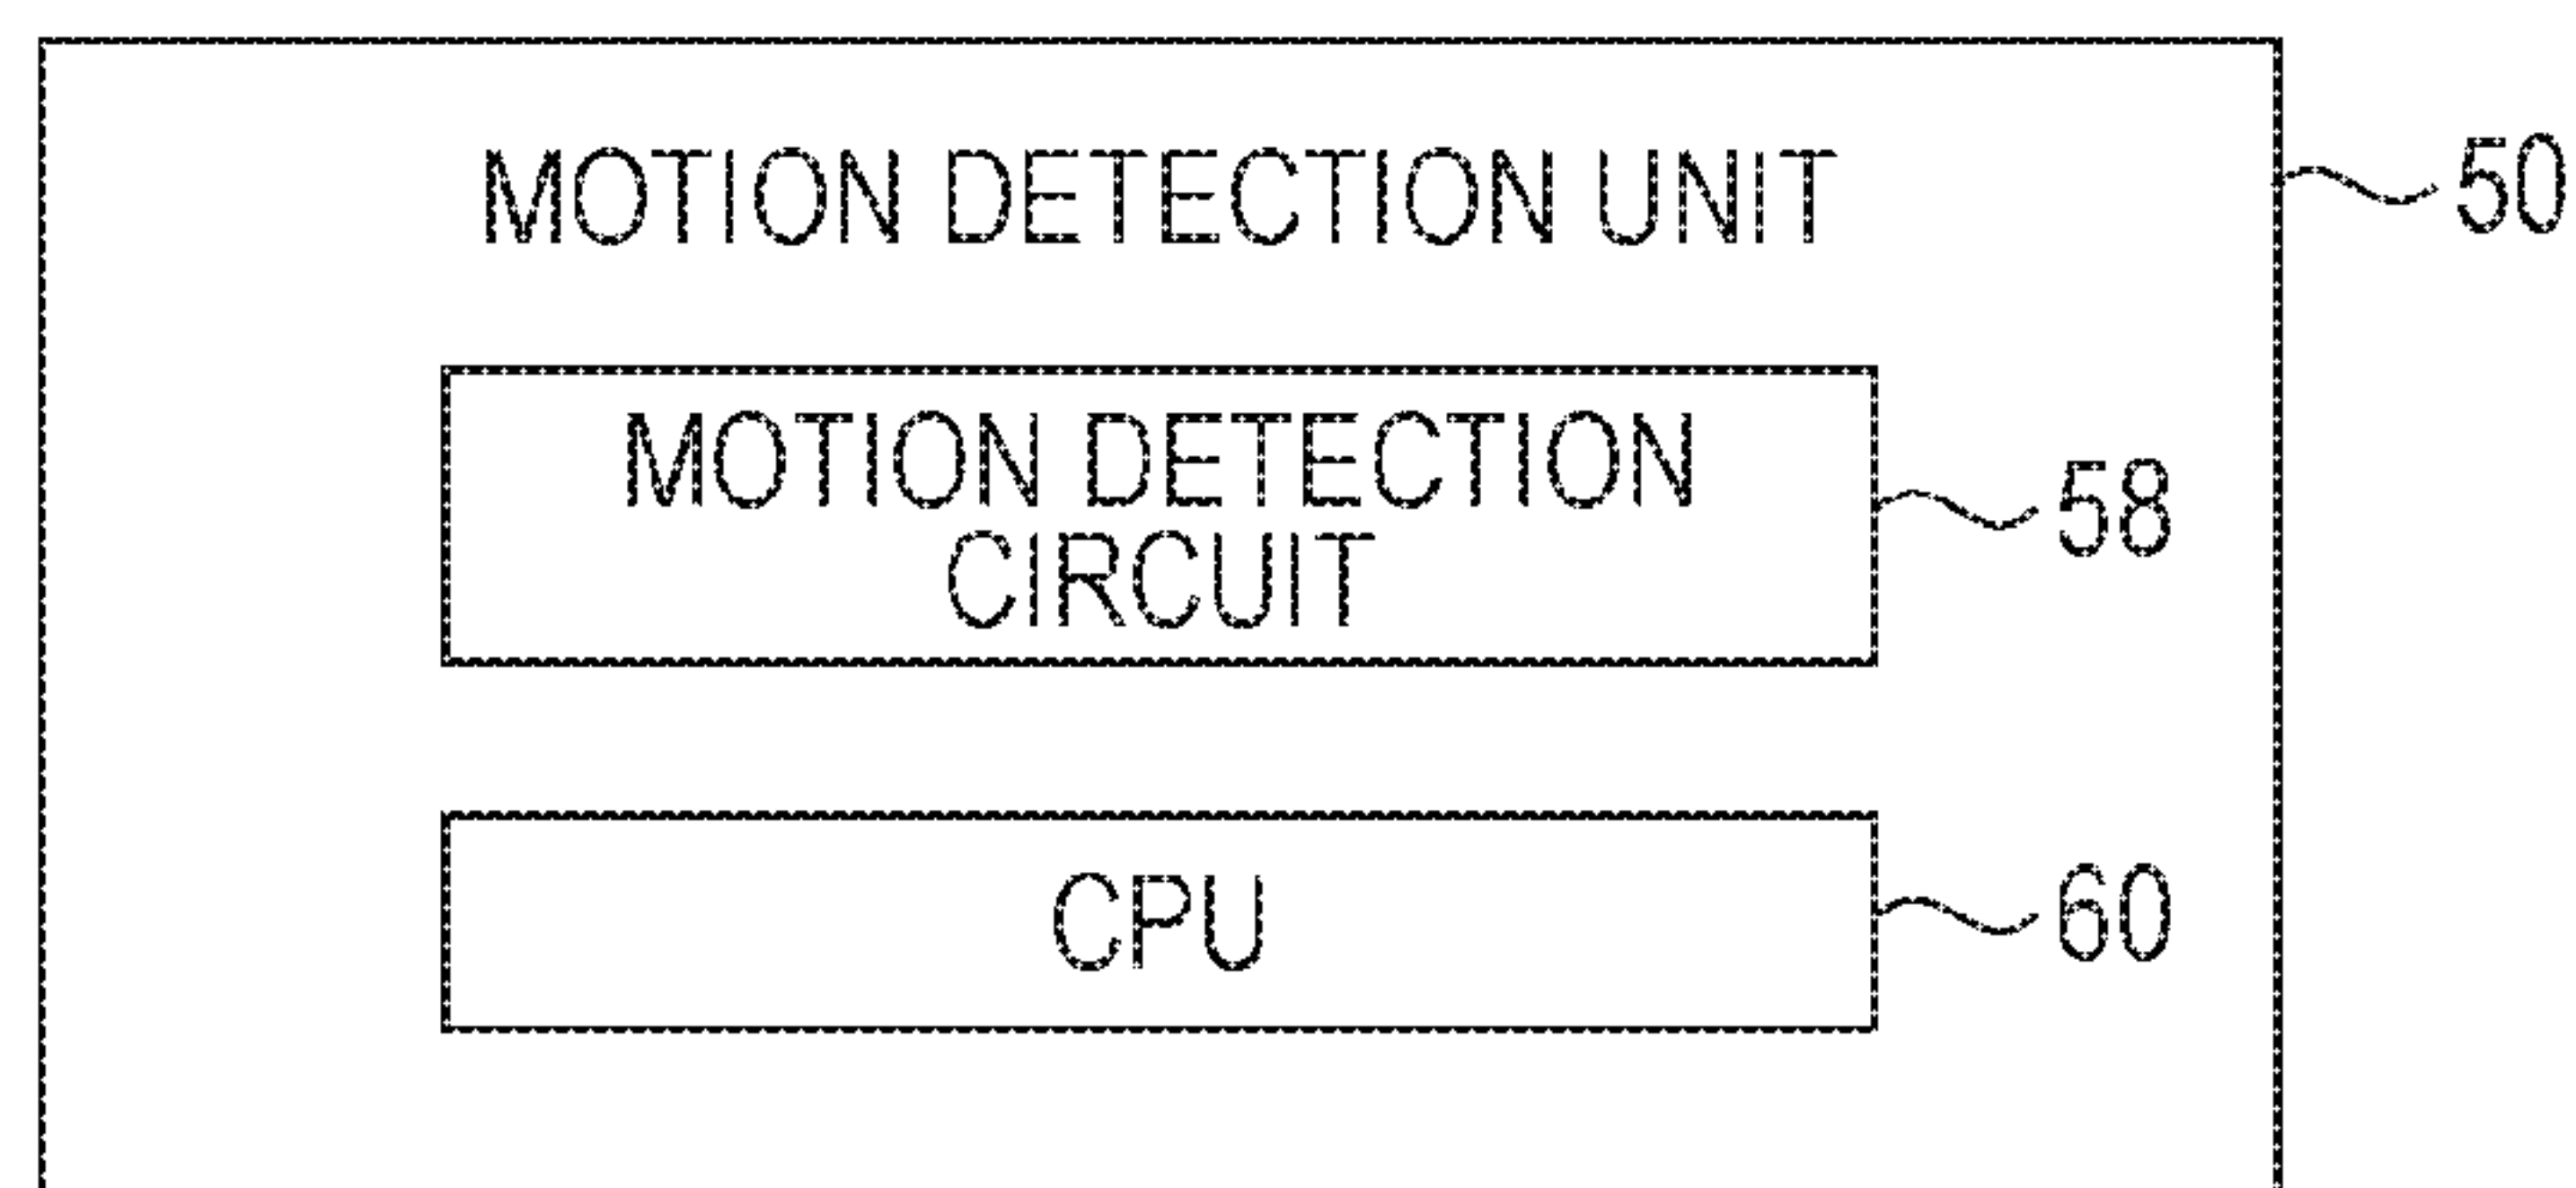 MOTION DETECTION UNIT
50
MOTION DETECTION
CIRCUIT
58
CPU
60